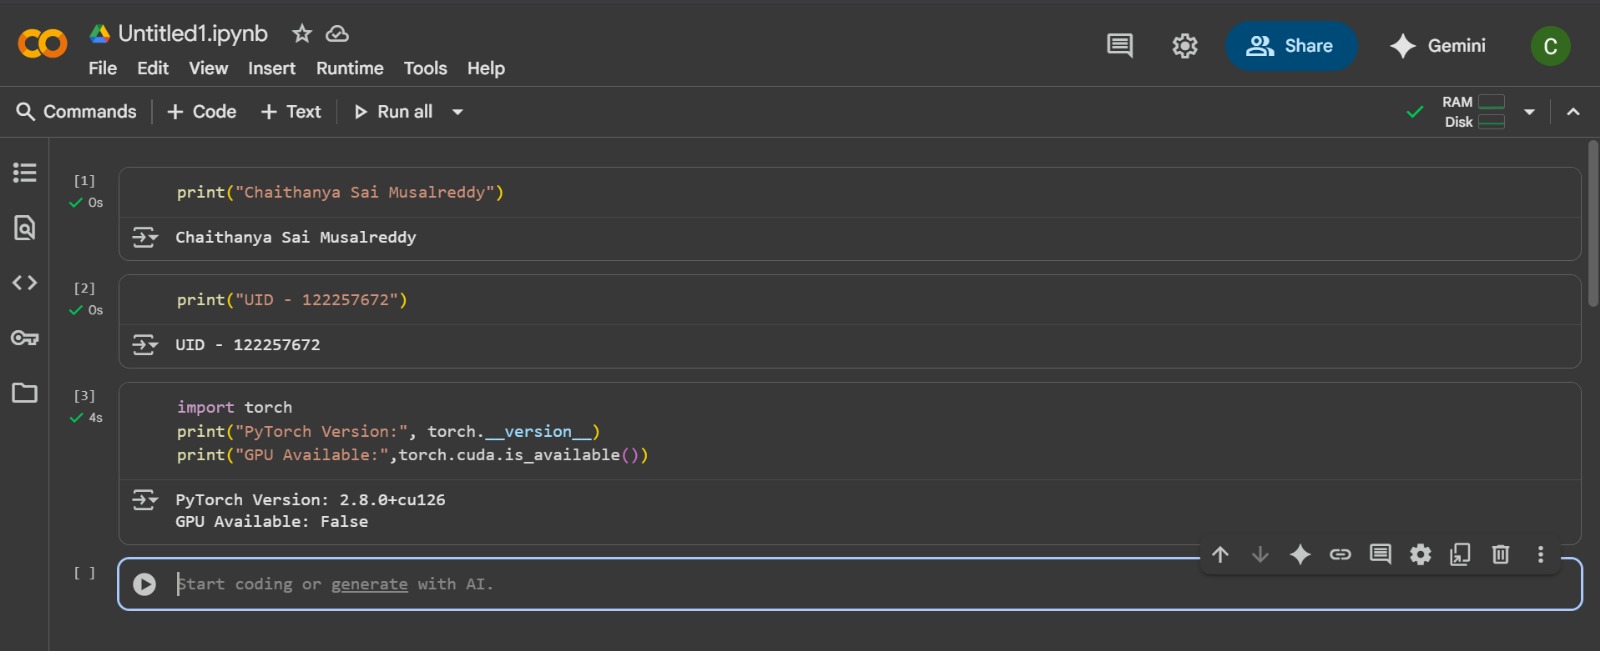 Untitled1.ipynb
File Edit View Insert Runtime Tools Help
Share
Gemini
C
Commands + Code + Text Run all
RAM
Disk
[1]
0s
print("Chaithanya Sai Musalreddy")
Chaithanya Sai Musalreddy
[2]
0s
print("UID - 122257672")
UID - 122257672
[3]
4s
import torch
print("PyTorch Version:", torch.__version__)
print("GPU Available:",torch.cuda.is_available())
PyTorch Version: 2.8.0+cu126
GPU Available: False
[ ]
Start coding or generate with AI.